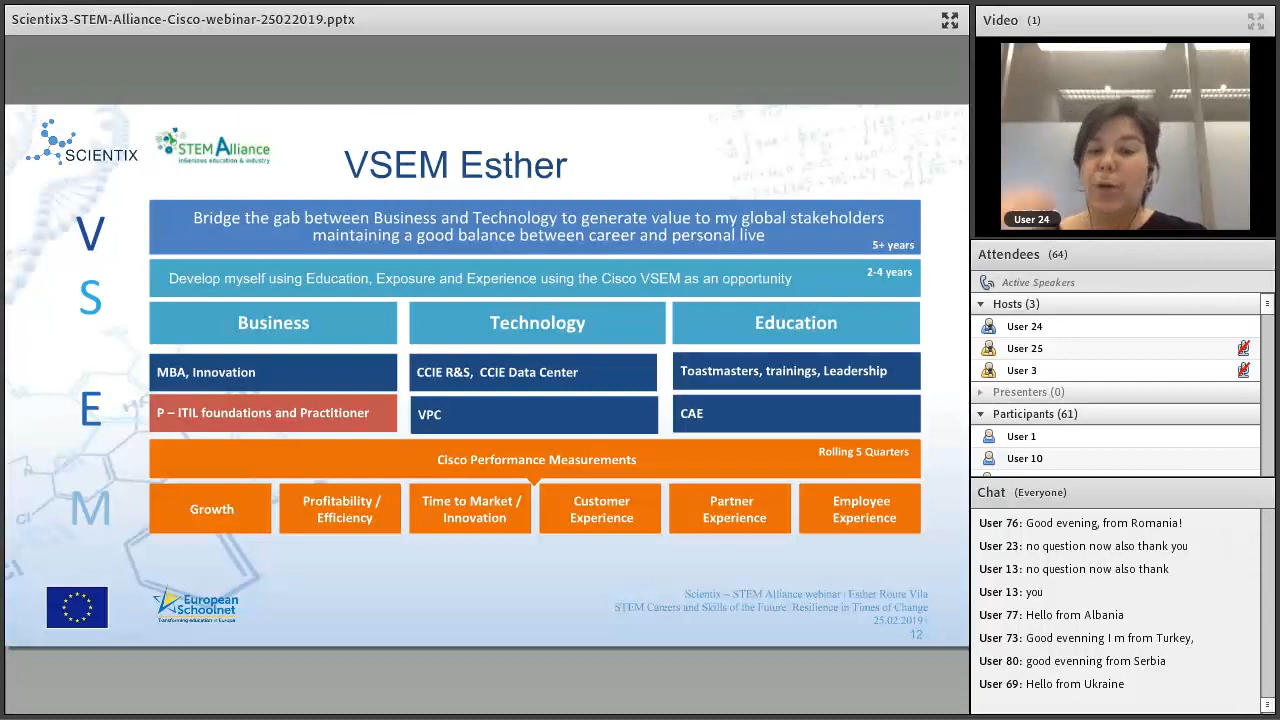 Scientix3-STEM-Alliance-Cisco-webinar-25022019.pptx
SCIENTIX
STEM Alliance
inGenious education & industry
VSEM Esther
V
Bridge the gab between Business and Technology to generate value to my global stakeholders
maintaining a good balance between career and personal live
5+ years
S
Develop myself using Education, Exposure and Experience using the Cisco VSEM as an opportunity
2-4 years
Business
Technology
Education
E
MBA, Innovation
CCIE R&S, CCIE Data Center
Toastmasters, trainings, Leadership
P – ITIL foundations and Practitioner
VPC
CAE
M
Cisco Performance Measurements
Rolling 5 Quarters
Growth
Profitability /
Efficiency
Time to Market /
Innovation
Customer
Experience
Partner
Experience
Employee
Experience
European
Schoolnet
Transforming education in Europe
Scientix – STEM Alliance webinar | Esther Roure Vila
STEM Careers and Skills of the Future. Resilience in Times of Change
25.02.2019 |
12
Video (1)
User 24
Attendees (64)
Active Speakers
Hosts (3)
User 24
User 25
User 3
Presenters (0)
Participants (61)
User 1
User 10
Chat (Everyone)
User 76: Good evening, from Romania!
User 23: no question now also thank you
User 13: no question now also thank
User 13: you
User 77: Hello from Albania
User 73: Good evenning I m from Turkey,
User 80: good evenning from Serbia
User 69: Hello from Ukraine